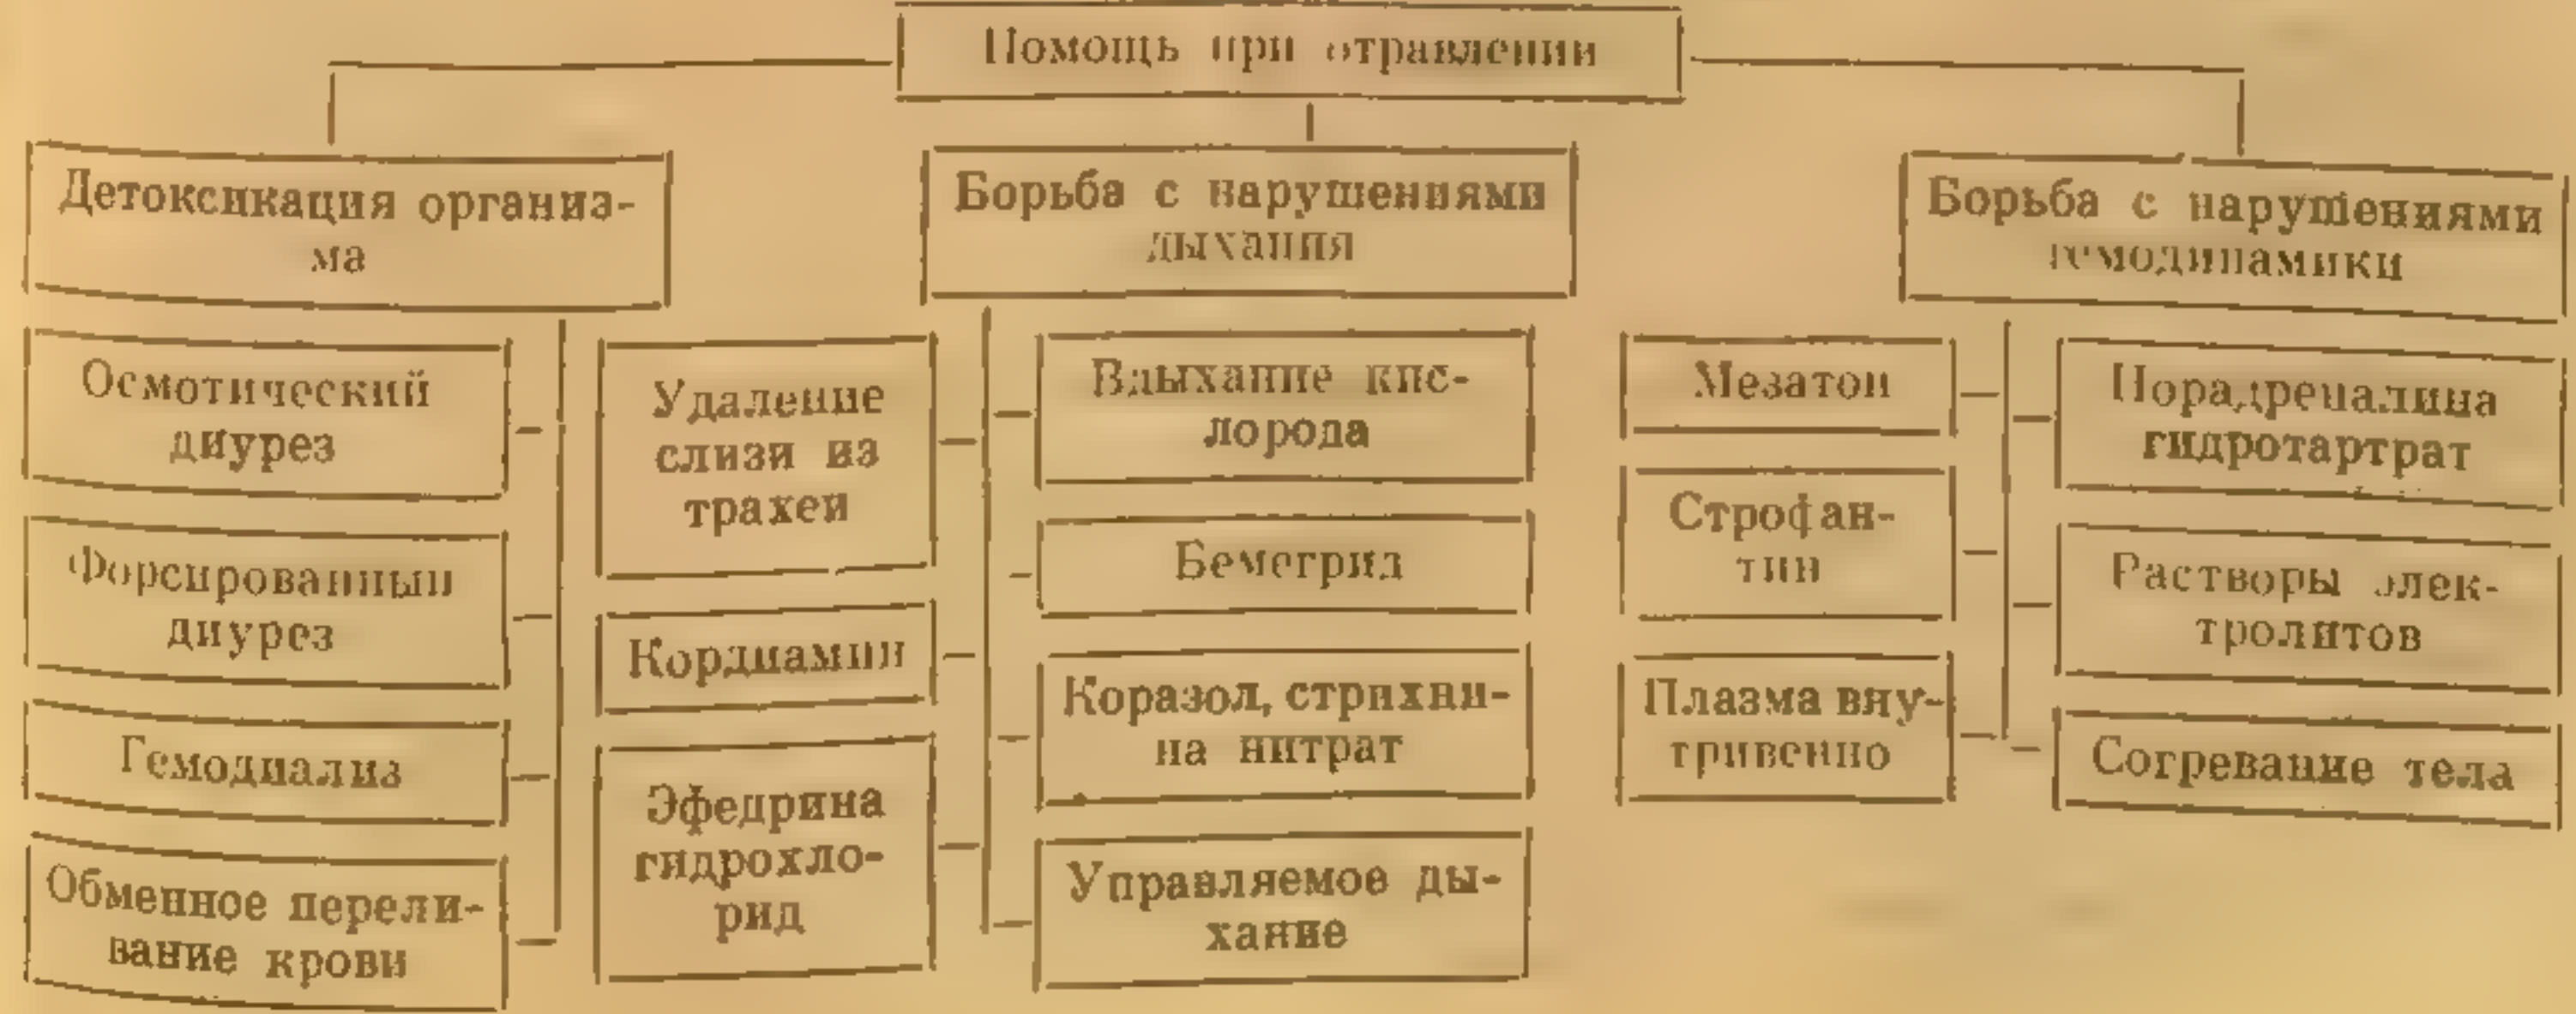 Помощь при отравлении
Детоксикация организ-
ма
Осмотический
диурез
Форсированный
диурез
Гемодиализ
Обменное перели-
вание крови
Борьба с нарушениями
дыхания
Удаление
слизи из
трахеи
Кордиамин
Эфедрина
гидрохло-
рид
Вдыхание кис-
лорода
Бемегрид
Коразол, стрихни-
на нитрат
Управляемое ды-
хание
Борьба с нарушениями
гемодинамики
Мезатон
Строфан-
тин
Плазма вну-
тривенно
Норадреналина
гидротартрат
Растворы элек-
тролитов
Согревание тела